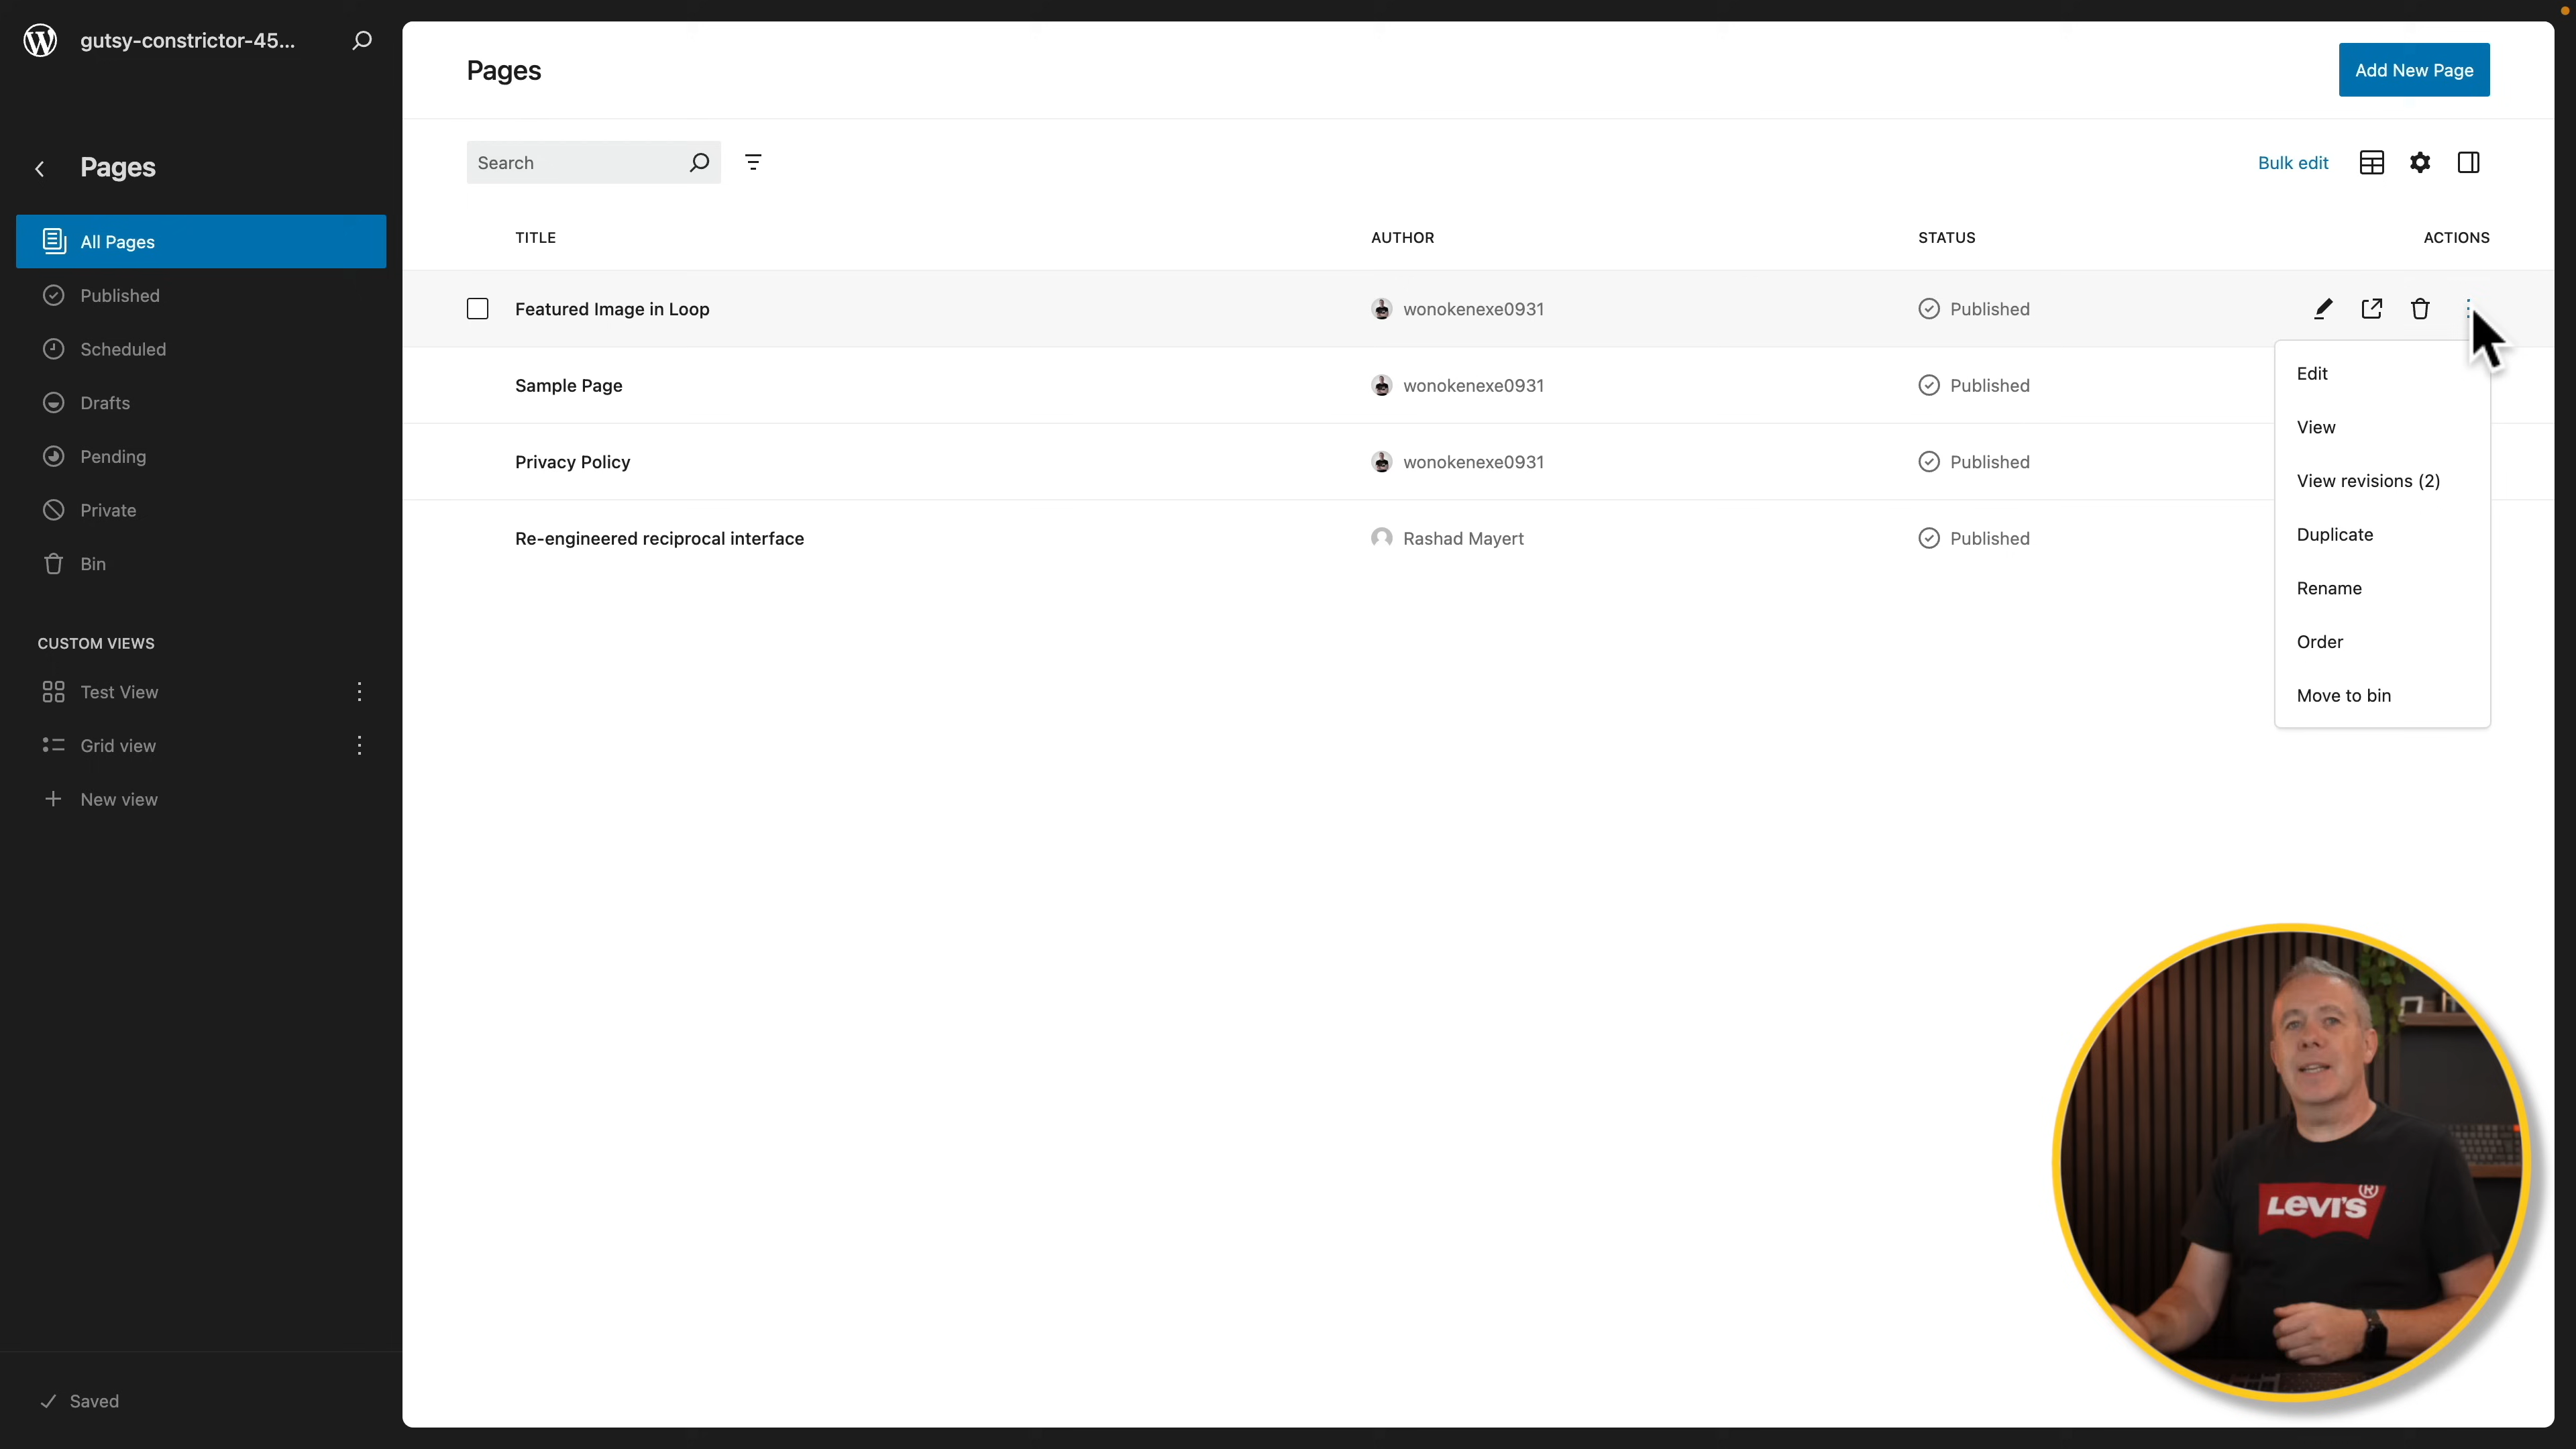 gutsy-constrictor-45...
Pages
All Pages
Published
Scheduled
Drafts
Pending
Private
Bin
CUSTOM VIEWS
Test View
Grid view
New view
Saved
Pages
Add New Page
Search
Bulk edit
TITLE AUTHOR STATUS ACTIONS
Featured Image in Loop wonokenexe0931 Published
Sample Page wonokenexe0931 Published
Privacy Policy wonokenexe0931 Published
Re-engineered reciprocal interface Rashad Mayert Published
Edit
View
View revisions (2)
Duplicate
Rename
Order
Move to bin
LEVI'S®